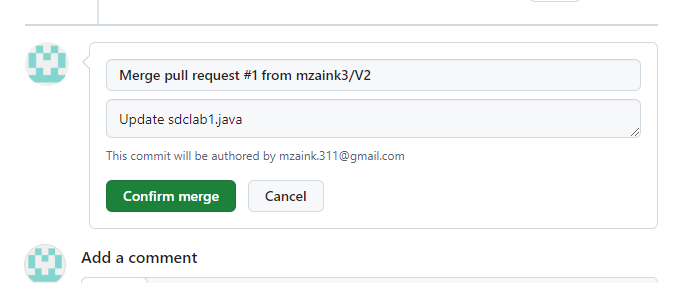 Merge pull request #1 from mzaink3/V2
Update sdclab1.java
This commit will be authored by mzaink.311@gmail.com
Confirm merge
Cancel
Add a comment